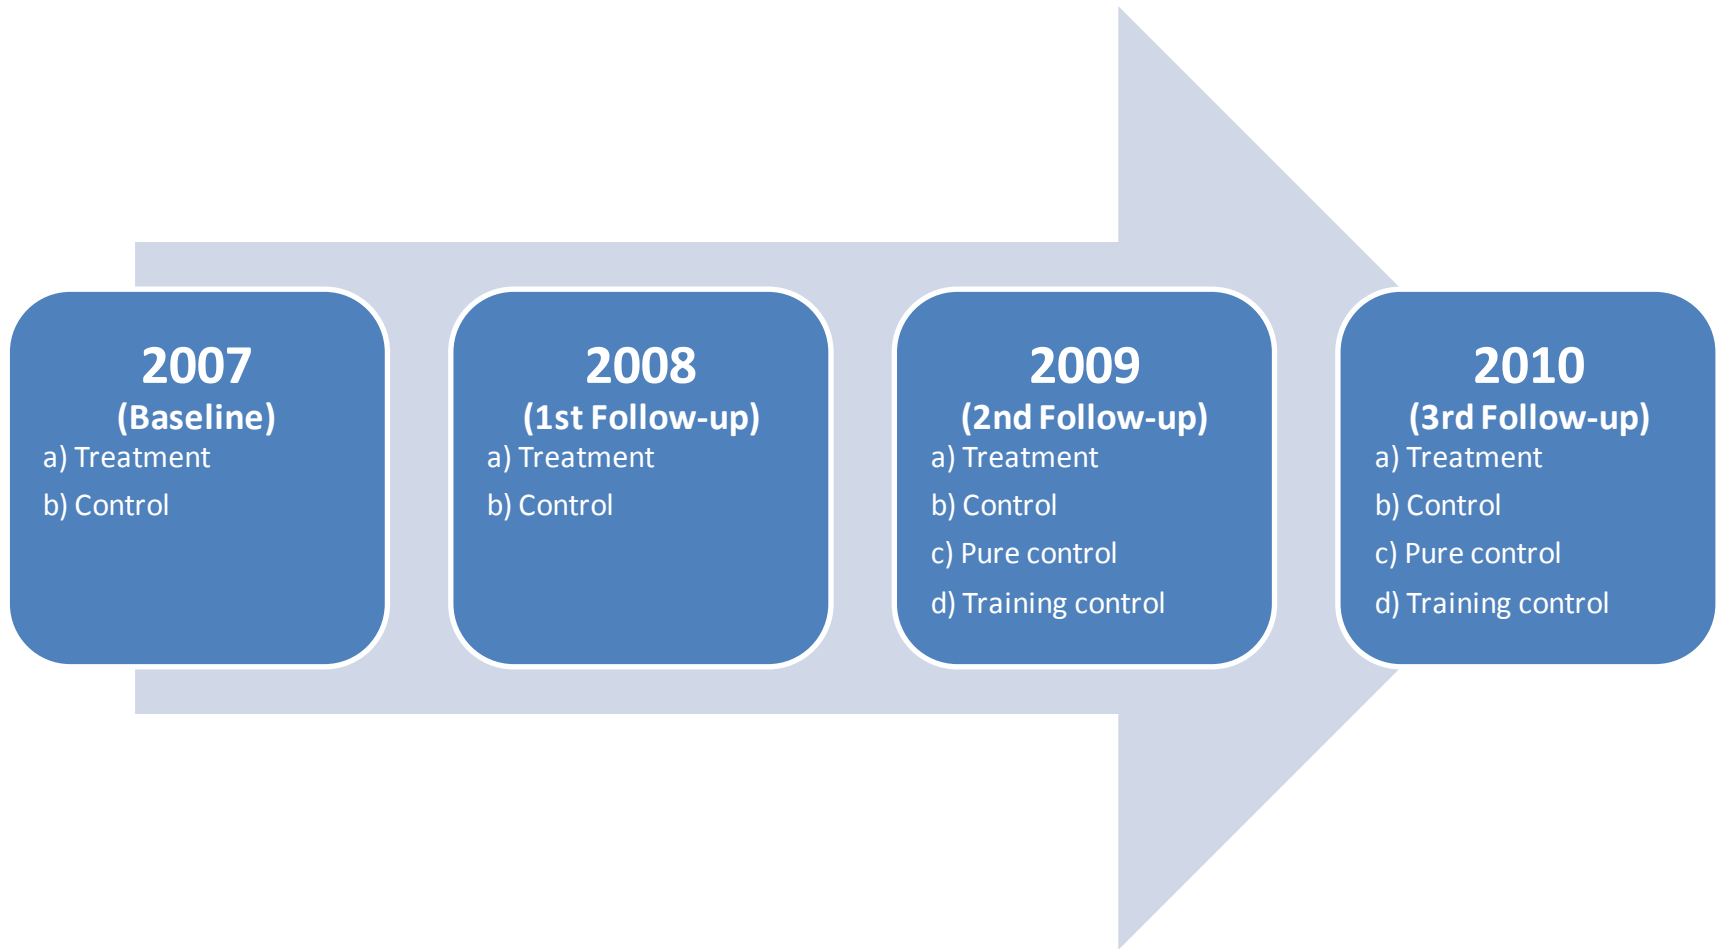 2007
(Baseline)
a) Treatment
b) Control
2008
(1st Follow-up)
a) Treatment
b) Control
2009
(2nd Follow-up)
a) Treatment
b) Control
c) Pure control
d) Training control
2010
(3rd Follow-up)
a) Treatment
b) Control
c) Pure control
d) Training control